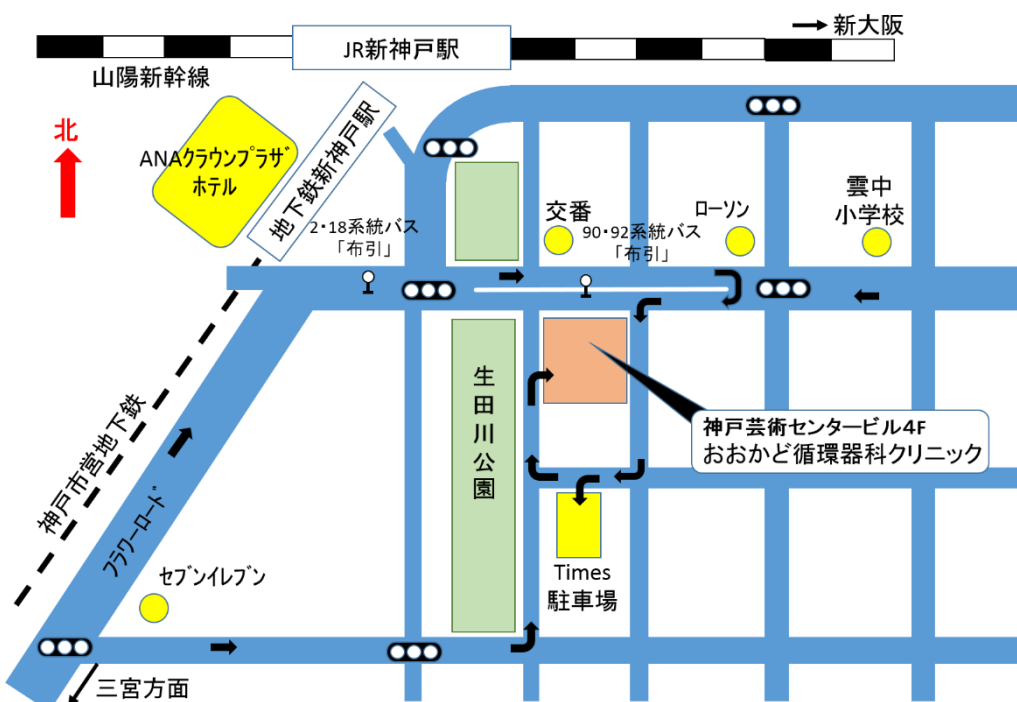 新大阪
JR新神戸駅
山陽新幹線
北
ANAクラウンプラザ
ホテル
地下鉄新神戸駅
2・18系統バス
「布引」
交番
90・92系統バス
「布引」
ローソン
雲中
小学校
生田川公園
神戸芸術センタービル4F
おおかど循環器科クリニック
神戸市営地下鉄
フラワーロード
セブンイレブン
Times
駐車場
三宮方面